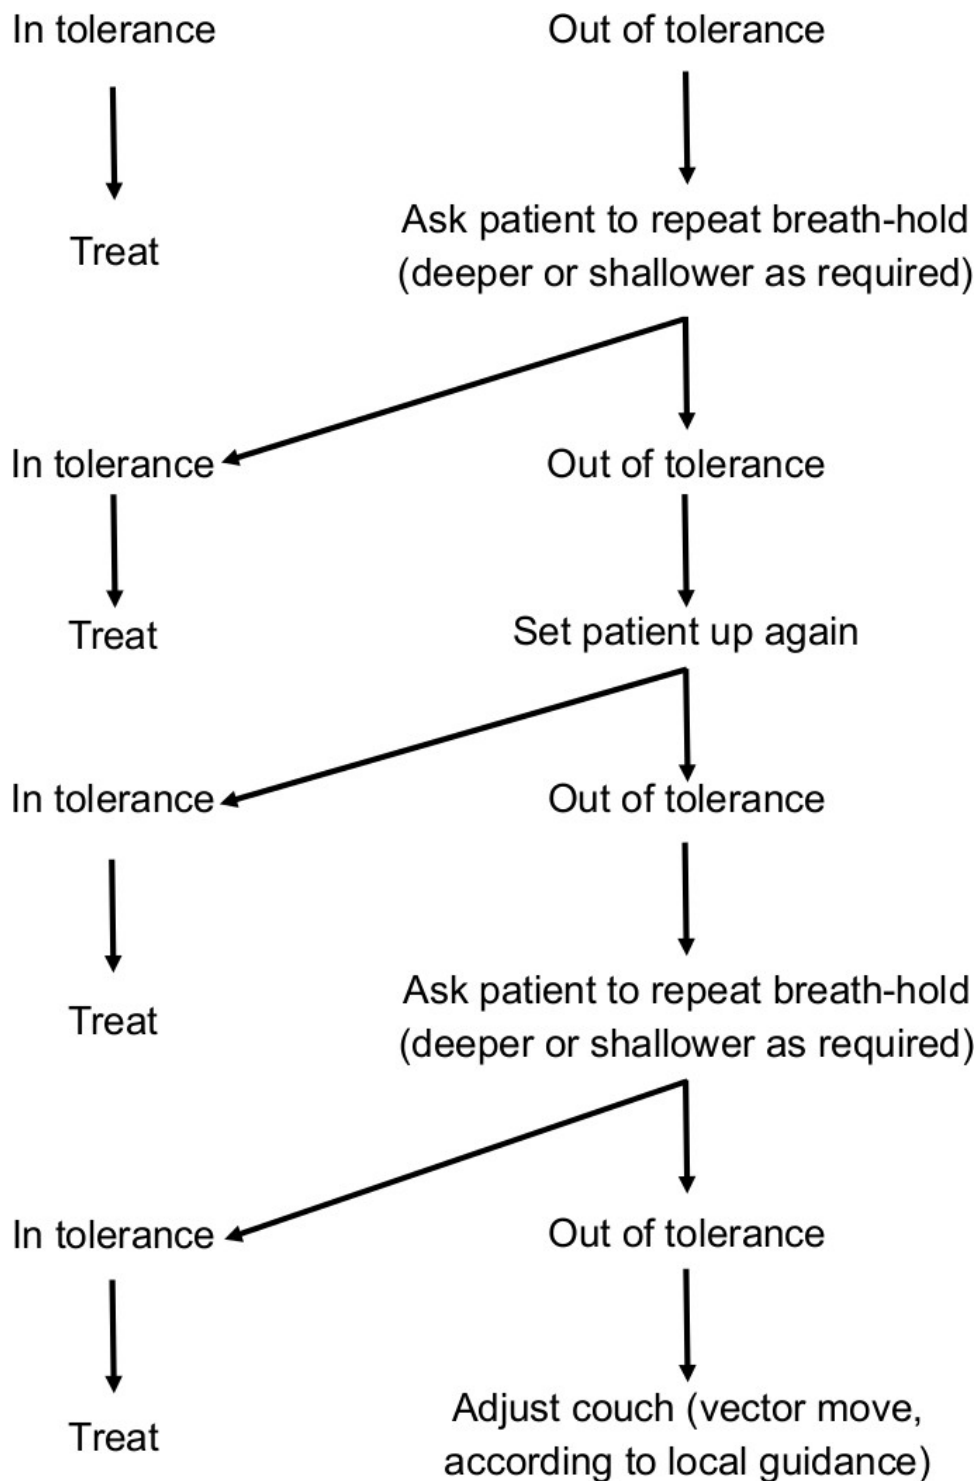 In tolerance
Out of tolerance
Treat
Ask patient to repeat breath-hold
(deeper or shallower as required)
In tolerance
Out of tolerance
Treat
Set patient up again
In tolerance
Out of tolerance
Treat
Ask patient to repeat breath-hold
(deeper or shallower as required)
In tolerance
Out of tolerance
Treat
Adjust couch (vector move,
according to local guidance)